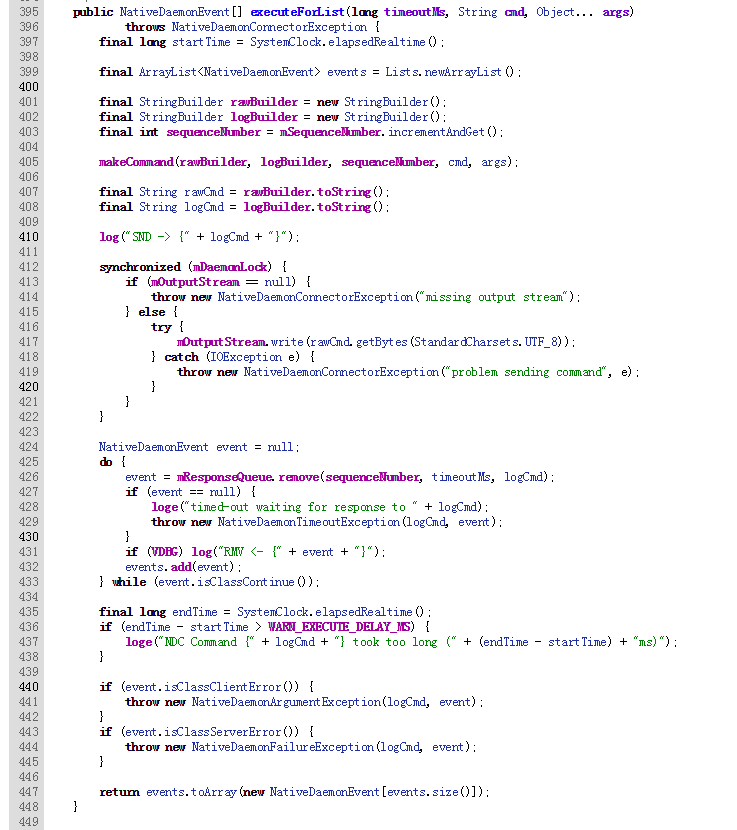 395 public NativeDaemonEvent[] executeForList(long timeoutMs, String cmd, Object... args)
396 throws NativeDaemonConnectorException {
397 final long startTime = SystemClock.elapsedRealtime();
398
399 final ArrayList<NativeDaemonEvent> events = Lists.newArrayList();
400
401 final StringBuilder rawBuilder = new StringBuilder();
402 final StringBuilder logBuilder = new StringBuilder();
403 final int sequenceNumber = mSequenceNumber.incrementAndGet();
404
405 makeCommand(rawBuilder, logBuilder, sequenceNumber, cmd, args);
406
407 final String rawCmd = rawBuilder.toString();
408 final String logCmd = logBuilder.toString();
409
410 log("SND -> {" + logCmd + "}");
411
412 synchronized (mDaemonLock) {
413 if (mOutputStream == null) {
414 throw new NativeDaemonConnectorException("missing output stream");
415 } else {
416 try {
417 mOutputStream.write(rawCmd.getBytes(StandardCharsets.UTF_8));
418 } catch (IOException e) {
419 throw new NativeDaemonConnectorException("problem sending command", e);
420 }
421 }
422 }
423
424 NativeDaemonEvent event = null;
425 do {
426 event = mResponseQueue.remove(sequenceNumber, timeoutMs, logCmd);
427 if (event == null) {
428 loge("timed-out waiting for response to " + logCmd);
429 throw new NativeDaemonTimeoutException(logCmd, event);
430 }
431 if (VDBG) log("RMV <- {" + event + "}");
432 events.add(event);
433 } while (event.isClassContinue());
434
435 final long endTime = SystemClock.elapsedRealtime();
436 if (endTime - startTime > WARN_EXECUTE_DELAY_MS) {
437 loge("NDC Command {" + logCmd + "} took too long (" + (endTime - startTime) + "ms)");
438 }
439
440 if (event.isClassClientError()) {
441 throw new NativeDaemonArgumentException(logCmd, event);
442 }
443 if (event.isClassServerError()) {
444 throw new NativeDaemonFailureException(logCmd, event);
445 }
446
447 return events.toArray(new NativeDaemonEvent[events.size()]);
448 }
449